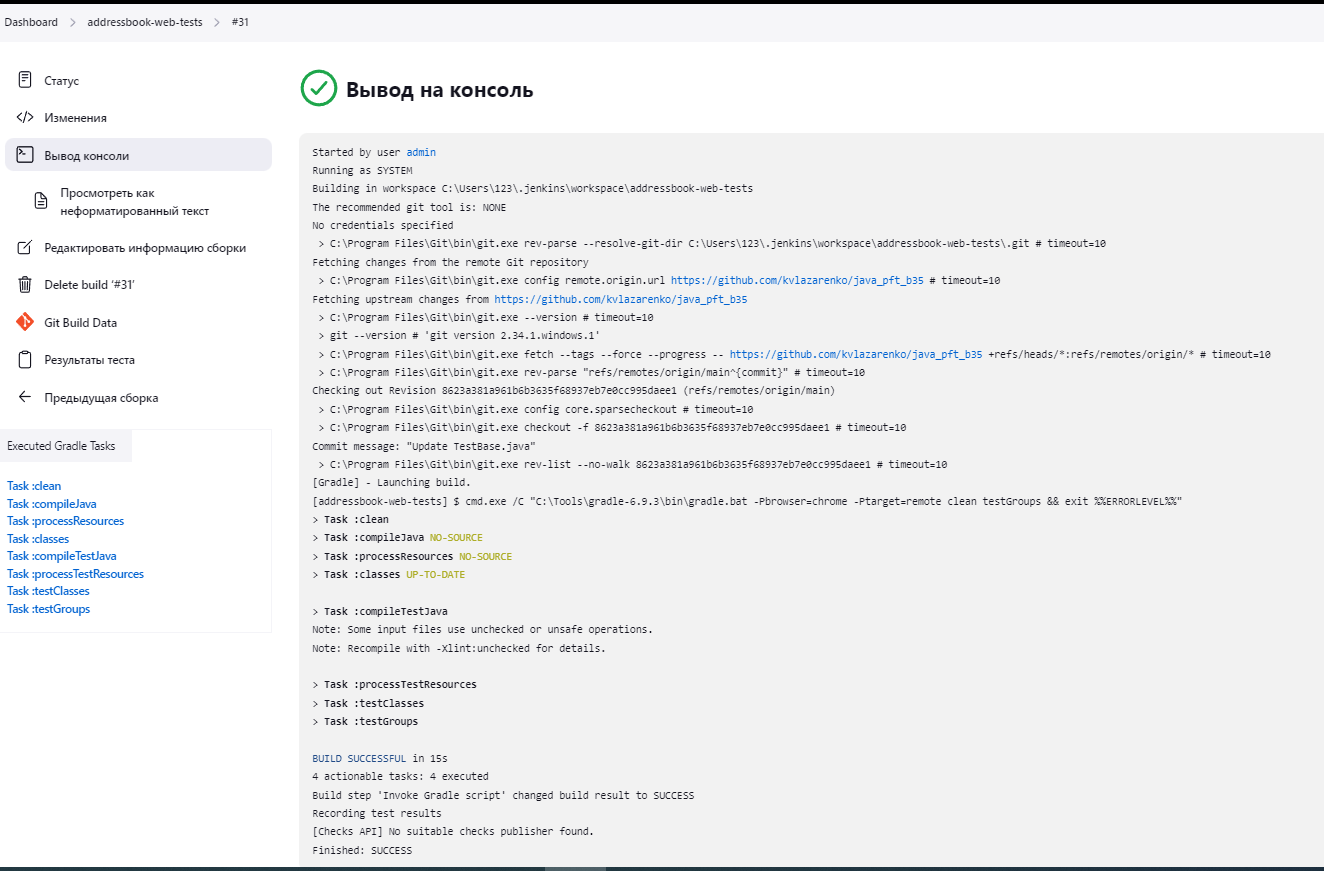 Dashboard > addressbook-web-tests > #31
Статус
Изменения
Вывод консоли
Просмотреть как
неформатированный текст
Редактировать информацию сборки
Delete build ‘#31’
Git Build Data
Результаты теста
Предыдущая сборка
Executed Gradle Tasks
Task :clean
Task :compileJava
Task :processResources
Task :classes
Task :compileTestJava
Task :processTestResources
Task :testClasses
Task :testGroups
Вывод на консоль
Started by user admin
Running as SYSTEM
Building in workspace C:\Users\123\.jenkins\workspace\addressbook-web-tests
The recommended git tool is: NONE
No credentials specified
> C:\Program Files\Git\bin\git.exe rev-parse --resolve-git-dir C:\Users\123\.jenkins\workspace\addressbook-web-tests\.git # timeout=10
Fetching changes from the remote Git repository
> C:\Program Files\Git\bin\git.exe config remote.origin.url https://github.com/kvlazarenko/java_pft_b35 # timeout=10
Fetching upstream changes from https://github.com/kvlazarenko/java_pft_b35
> C:\Program Files\Git\bin\git.exe --version # timeout=10
> git --version # 'git version 2.34.1.windows.1'
> C:\Program Files\Git\bin\git.exe fetch --tags --force --progress -- https://github.com/kvlazarenko/java_pft_b35 +refs/heads/*:refs/remotes/origin/* # timeout=10
> C:\Program Files\Git\bin\git.exe rev-parse "refs/remotes/origin/main^{commit}" # timeout=10
Checking out Revision 8623a381a961b6b3635f68937eb7e0cc995daee1 (refs/remotes/origin/main)
> C:\Program Files\Git\bin\git.exe config core.sparsecheckout # timeout=10
> C:\Program Files\Git\bin\git.exe checkout -f 8623a381a961b6b3635f68937eb7e0cc995daee1 # timeout=10
Commit message: "Update TestBase.java"
> C:\Program Files\Git\bin\git.exe rev-list --no-walk 8623a381a961b6b3635f68937eb7e0cc995daee1 # timeout=10
[Gradle] - Launching build.
[addressbook-web-tests] $ cmd.exe /C "C:\Tools\gradle-6.9.3\bin\gradle.bat -Pbrowser=chrome -Ptarget=remote clean testGroups && exit %%ERRORLEVEL%%"
> Task :clean
> Task :compileJava NO-SOURCE
> Task :processResources NO-SOURCE
> Task :classes UP-TO-DATE
> Task :compileTestJava
Note: Some input files use unchecked or unsafe operations.
Note: Recompile with -Xlint:unchecked for details.
> Task :processTestResources
> Task :testClasses
> Task :testGroups
BUILD SUCCESSFUL in 15s
4 actionable tasks: 4 executed
Build step 'Invoke Gradle script' changed build result to SUCCESS
Recording test results
[Checks API] No suitable checks publisher found.
Finished: SUCCESS